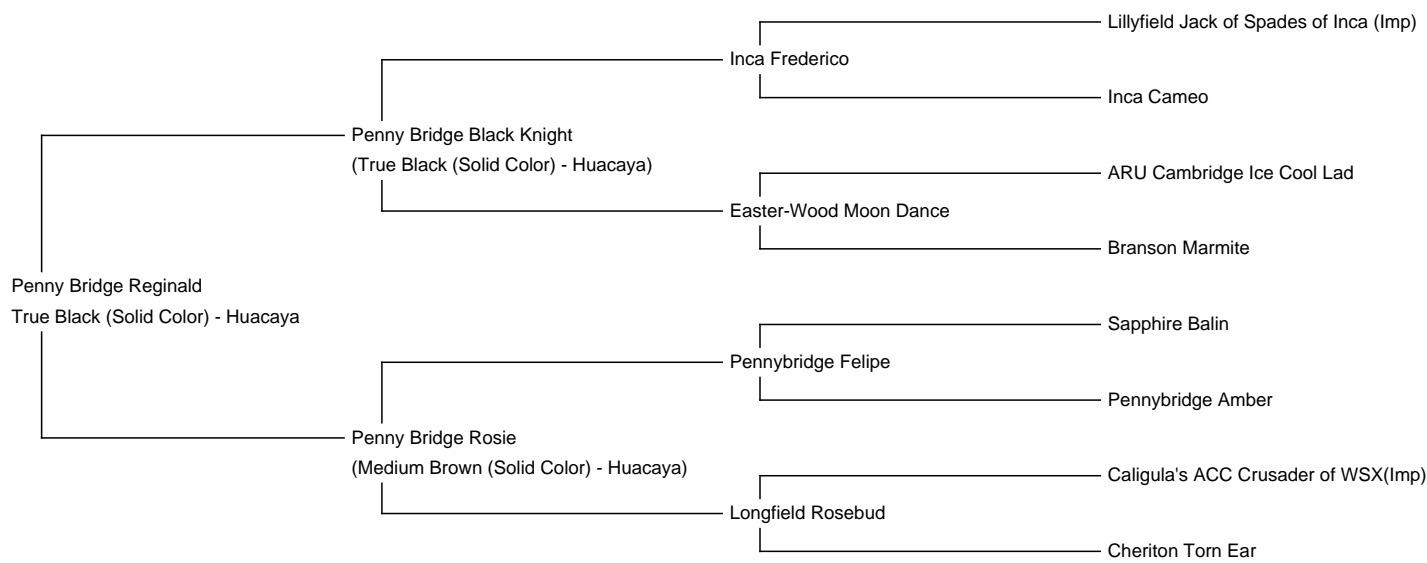 Lillyfield Jack of Spades of Inca (Imp)
Inca Frederico
Inca Cameo
Penny Bridge Black Knight
(True Black (Solid Color) - Huacaya)
ARU Cambridge Ice Cool Lad
Easter-Wood Moon Dance
Branson Marmite
Penny Bridge Reginald
True Black (Solid Color) - Huacaya
Sapphire Balin
Pennybridge Felipe
Pennybridge Amber
Penny Bridge Rosie
(Medium Brown (Solid Color) - Huacaya)
Caligula's ACC Crusader of WSX(Imp)
Longfield Rosebud
Cheriton Torn Ear